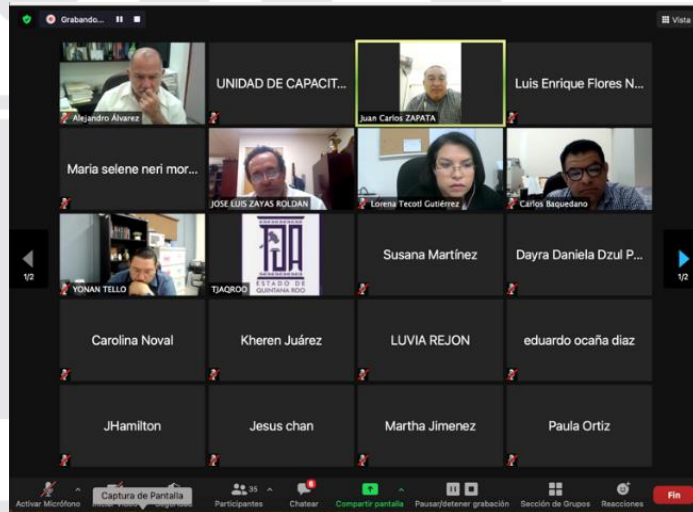 Grabando...
Vista
Alejandro Álvarez
UNIDAD DE CAPACIT...
Juan Carlos ZAPATA
Luis Enrique Flores N...
Maria selene neri mor...
JOSE LUIS ZAYAS ROLDAN
Lorena Tecotl Gutiérrez
Carlos Baquedano
YONAN TELLO
TJA
ESTADO DE
QUINTANA ROO
TJAQROO
Susana Martínez
Dayra Daniela Dzul P...
1/2
1/2
Carolina Noval
Kheren Juárez
LUVIA REJON
eduardo ocaña diaz
JHamilton
Jesus chan
Martha Jimenez
Paula Ortiz
Activar Micrófono
Captura de Pantalla
35
Participantes
8
Chatear
Compartir pantalla
Pausar/detener grabación
Sección de Grupos
Reacciones
Fin